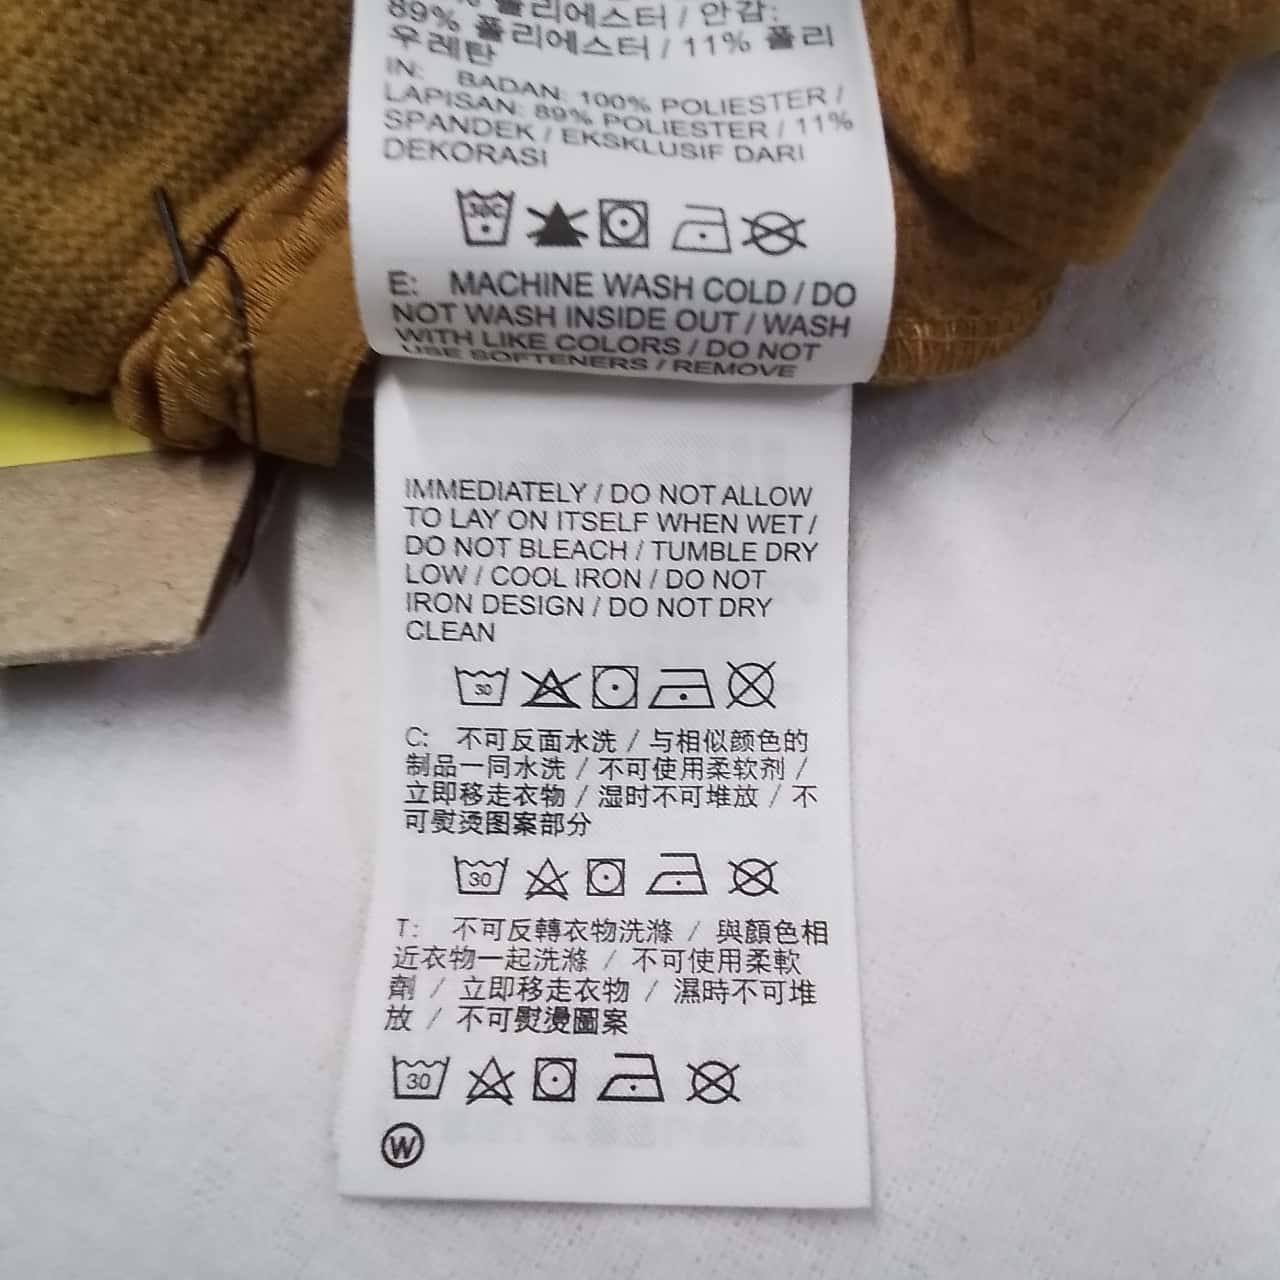 % 폴리에스터 / 안감:
89% 폴리에스터 / 11% 폴리
우레탄
IN: BADAN: 100% POLIESTER /
LAPISAN: 89% POLIESTER / 11%
SPANDEK / EKSKLUSIF DARI
DEKORASI
30C
E: MACHINE WASH COLD / DO
NOT WASH INSIDE OUT / WASH
WITH LIKE COLORS / DO NOT
USE SOFTENERS / REMOVE
IMMEDIATELY / DO NOT ALLOW
TO LAY ON ITSELF WHEN WET /
DO NOT BLEACH / TUMBLE DRY
LOW / COOL IRON / DO NOT
IRON DESIGN / DO NOT DRY
CLEAN
30
C: 不可反面水洗 / 与相似颜色的
制品一同水洗 / 不可使用柔软剂 /
立即移走衣物 / 湿时不可堆放 / 不
可熨烫图案部分
30
T: 不可反轉衣物洗滌 / 與顏色相
近衣物一起洗滌 / 不可使用柔軟
劑 / 立即移走衣物 / 濕時不可堆
放 / 不可熨燙圖案
30
W